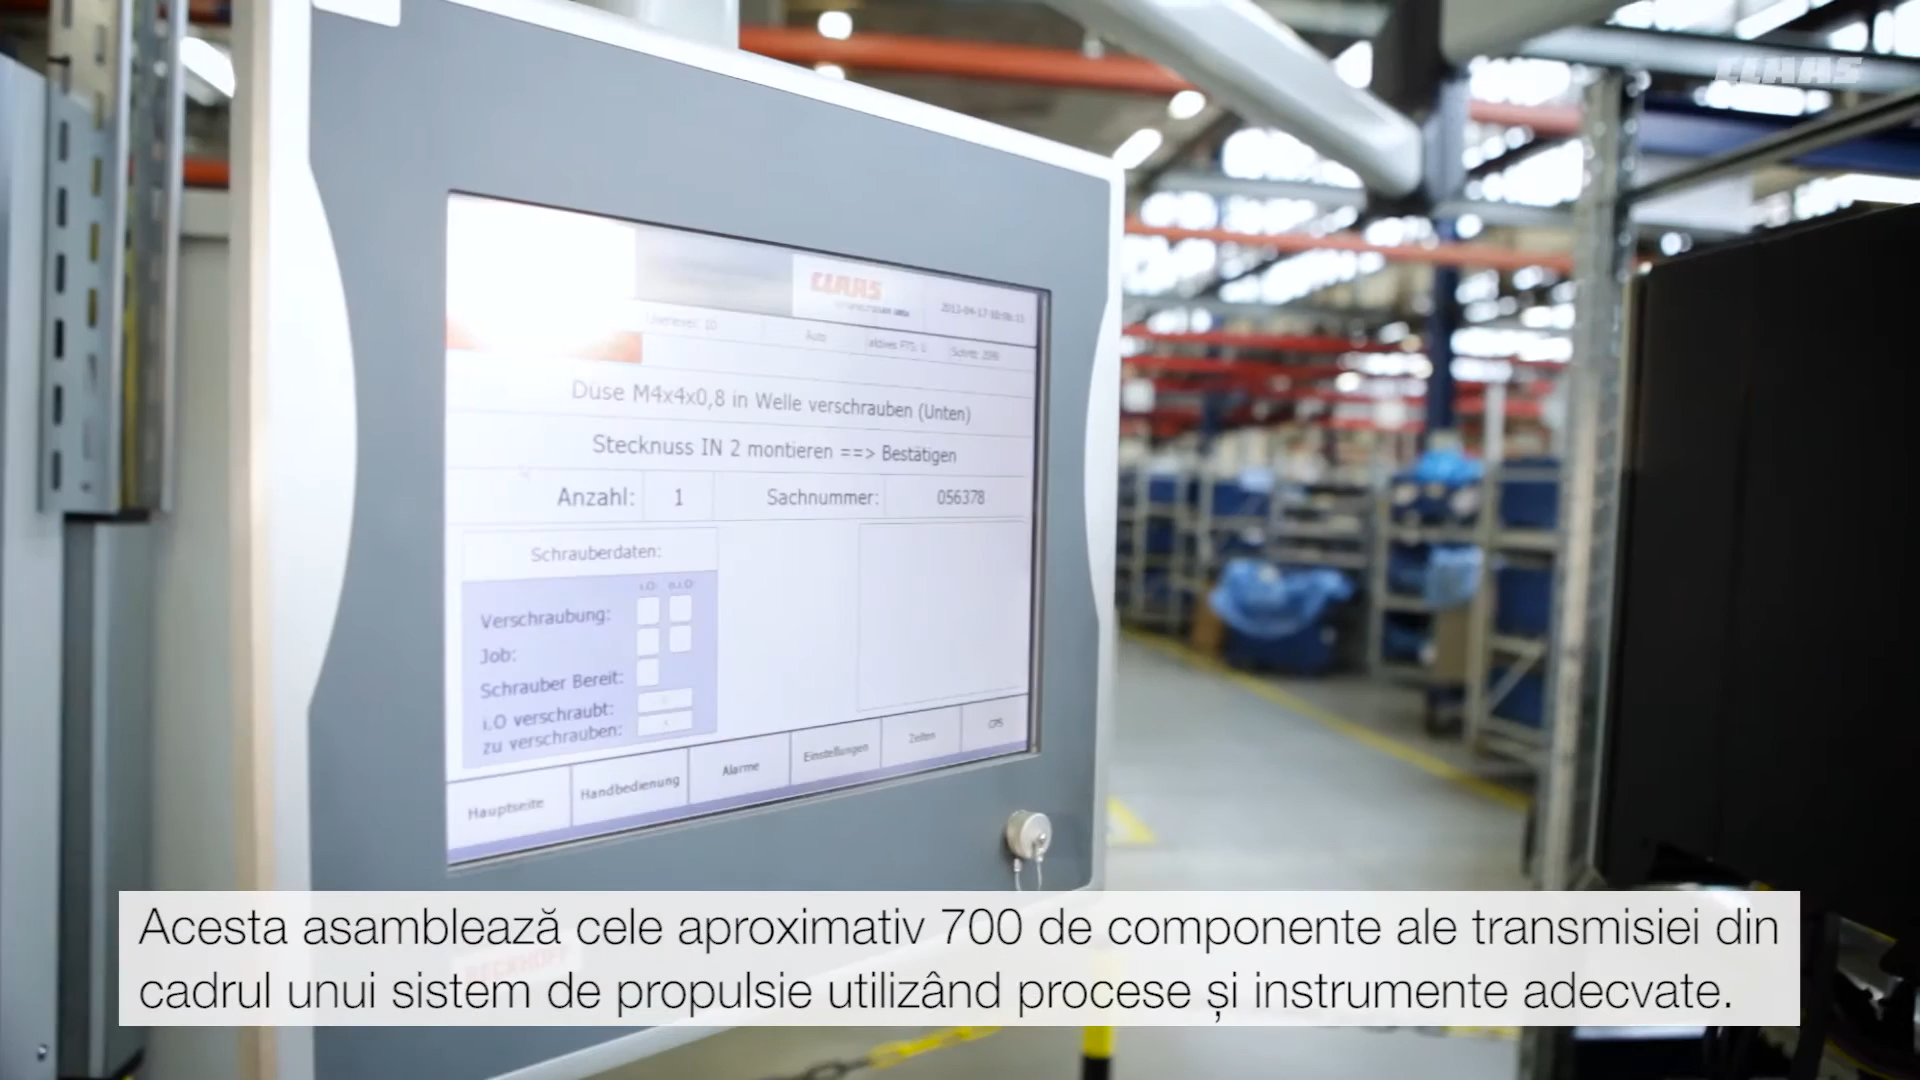 CLAAS
CLAAS
Auto
Düse M4x4x0,8 in Welle verschrauben (Unten)
Stecknuss IN 2 montieren ==> Bestätigen
Anzahl: 1 Sachnummer: 056378
Schrauberdaten:
i.O n.i.O
Verschraubung:
Job:
Schrauber Bereit:
i.O verschraubt:
zu verschrauben:
Hauptseite Handbedienung Alarme Einstellungen Zeiten CPS
BECKHOFF
Acesta asamblează cele aproximativ 700 de componente ale transmisiei din
cadrul unui sistem de propulsie utilizând procese și instrumente adecvate.